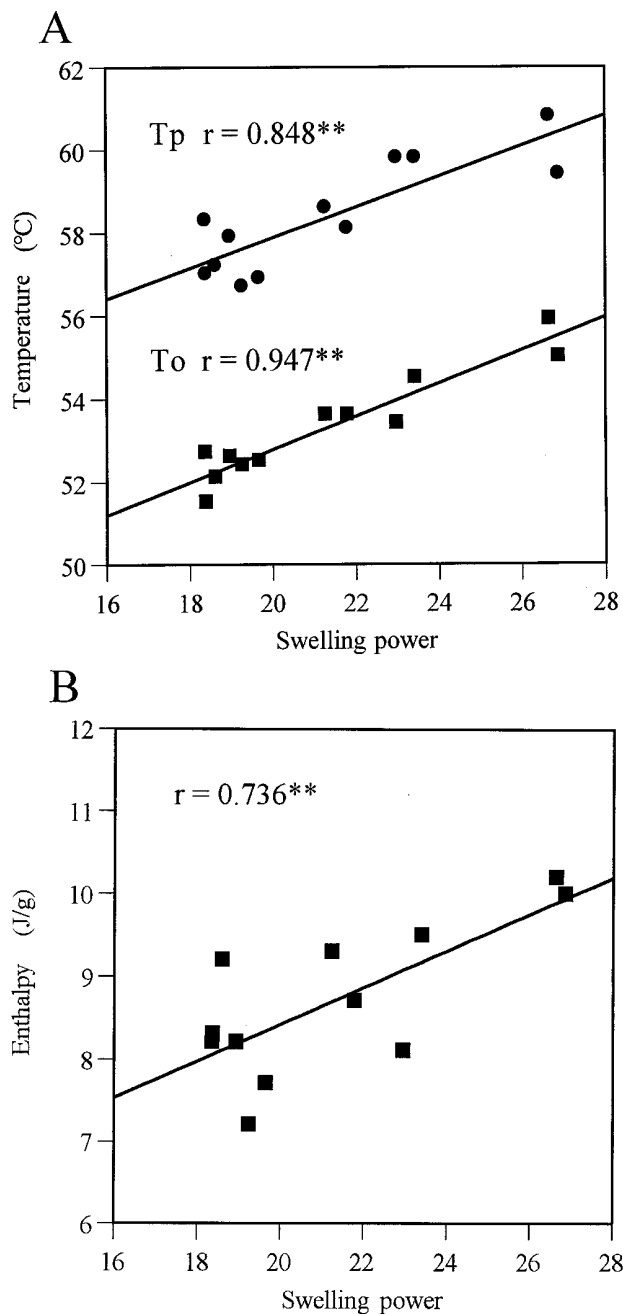 A
62
Tp r = 0.848**
60
58
56
To r = 0.947**
54
52
50
Temperature (°C)
16 18 20 22 24 26 28
Swelling power
B
12
r = 0.736**
11
10
9
8
7
6
Enthalpy (J/g)
16 18 20 22 24 26 28
Swelling power